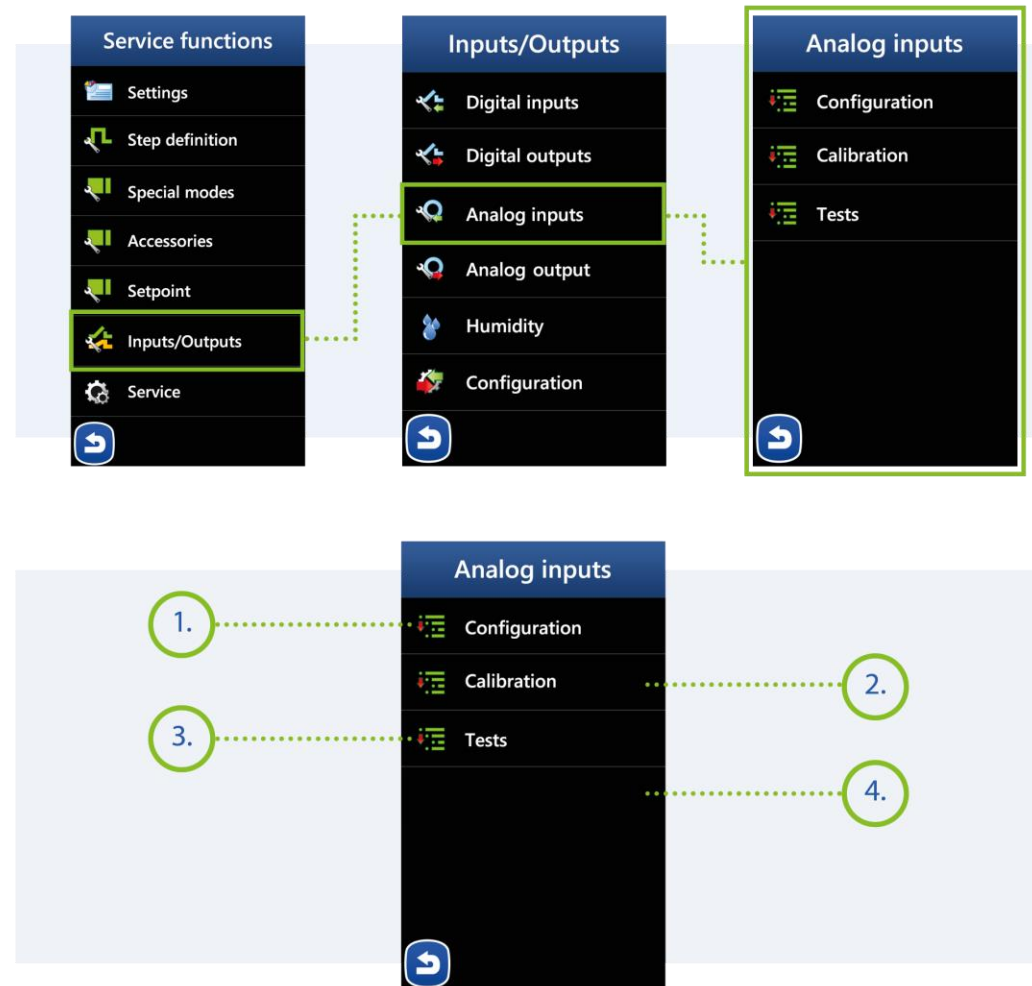 Service functions
Settings
Step definition
Special modes
Accessories
Setpoint
Inputs/Outputs
Service
Inputs/Outputs
Digital inputs
Digital outputs
Analog inputs
Analog output
Humidity
Configuration
Analog inputs
Configuration
Calibration
Tests
Analog inputs
1.
Configuration
Calibration
2.
3.
Tests
4.